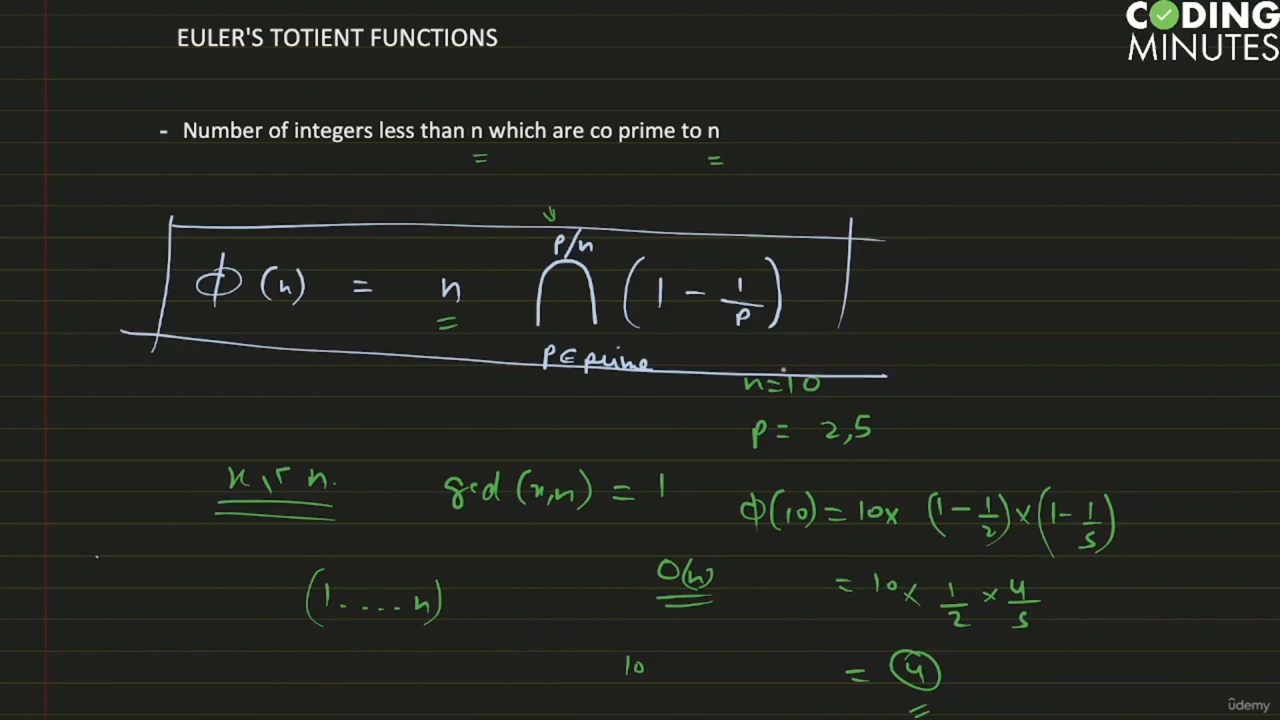 CODING
MINUTES
EULER'S TOTIENT FUNCTIONS
- Number of integers less than n which are co prime to n
= =
ϕ (n) = n ∏ (1 - 1/p)
p/n
p∈prime
n=10
p = 2,5
gcd (x,n) = 1
ϕ(10) = 10x (1 - 1/2) x (1 - 1/5)
(1 . . . . n)
O(n)
= 10 x 1/2 x 4/5
10
= 4
ûdemy